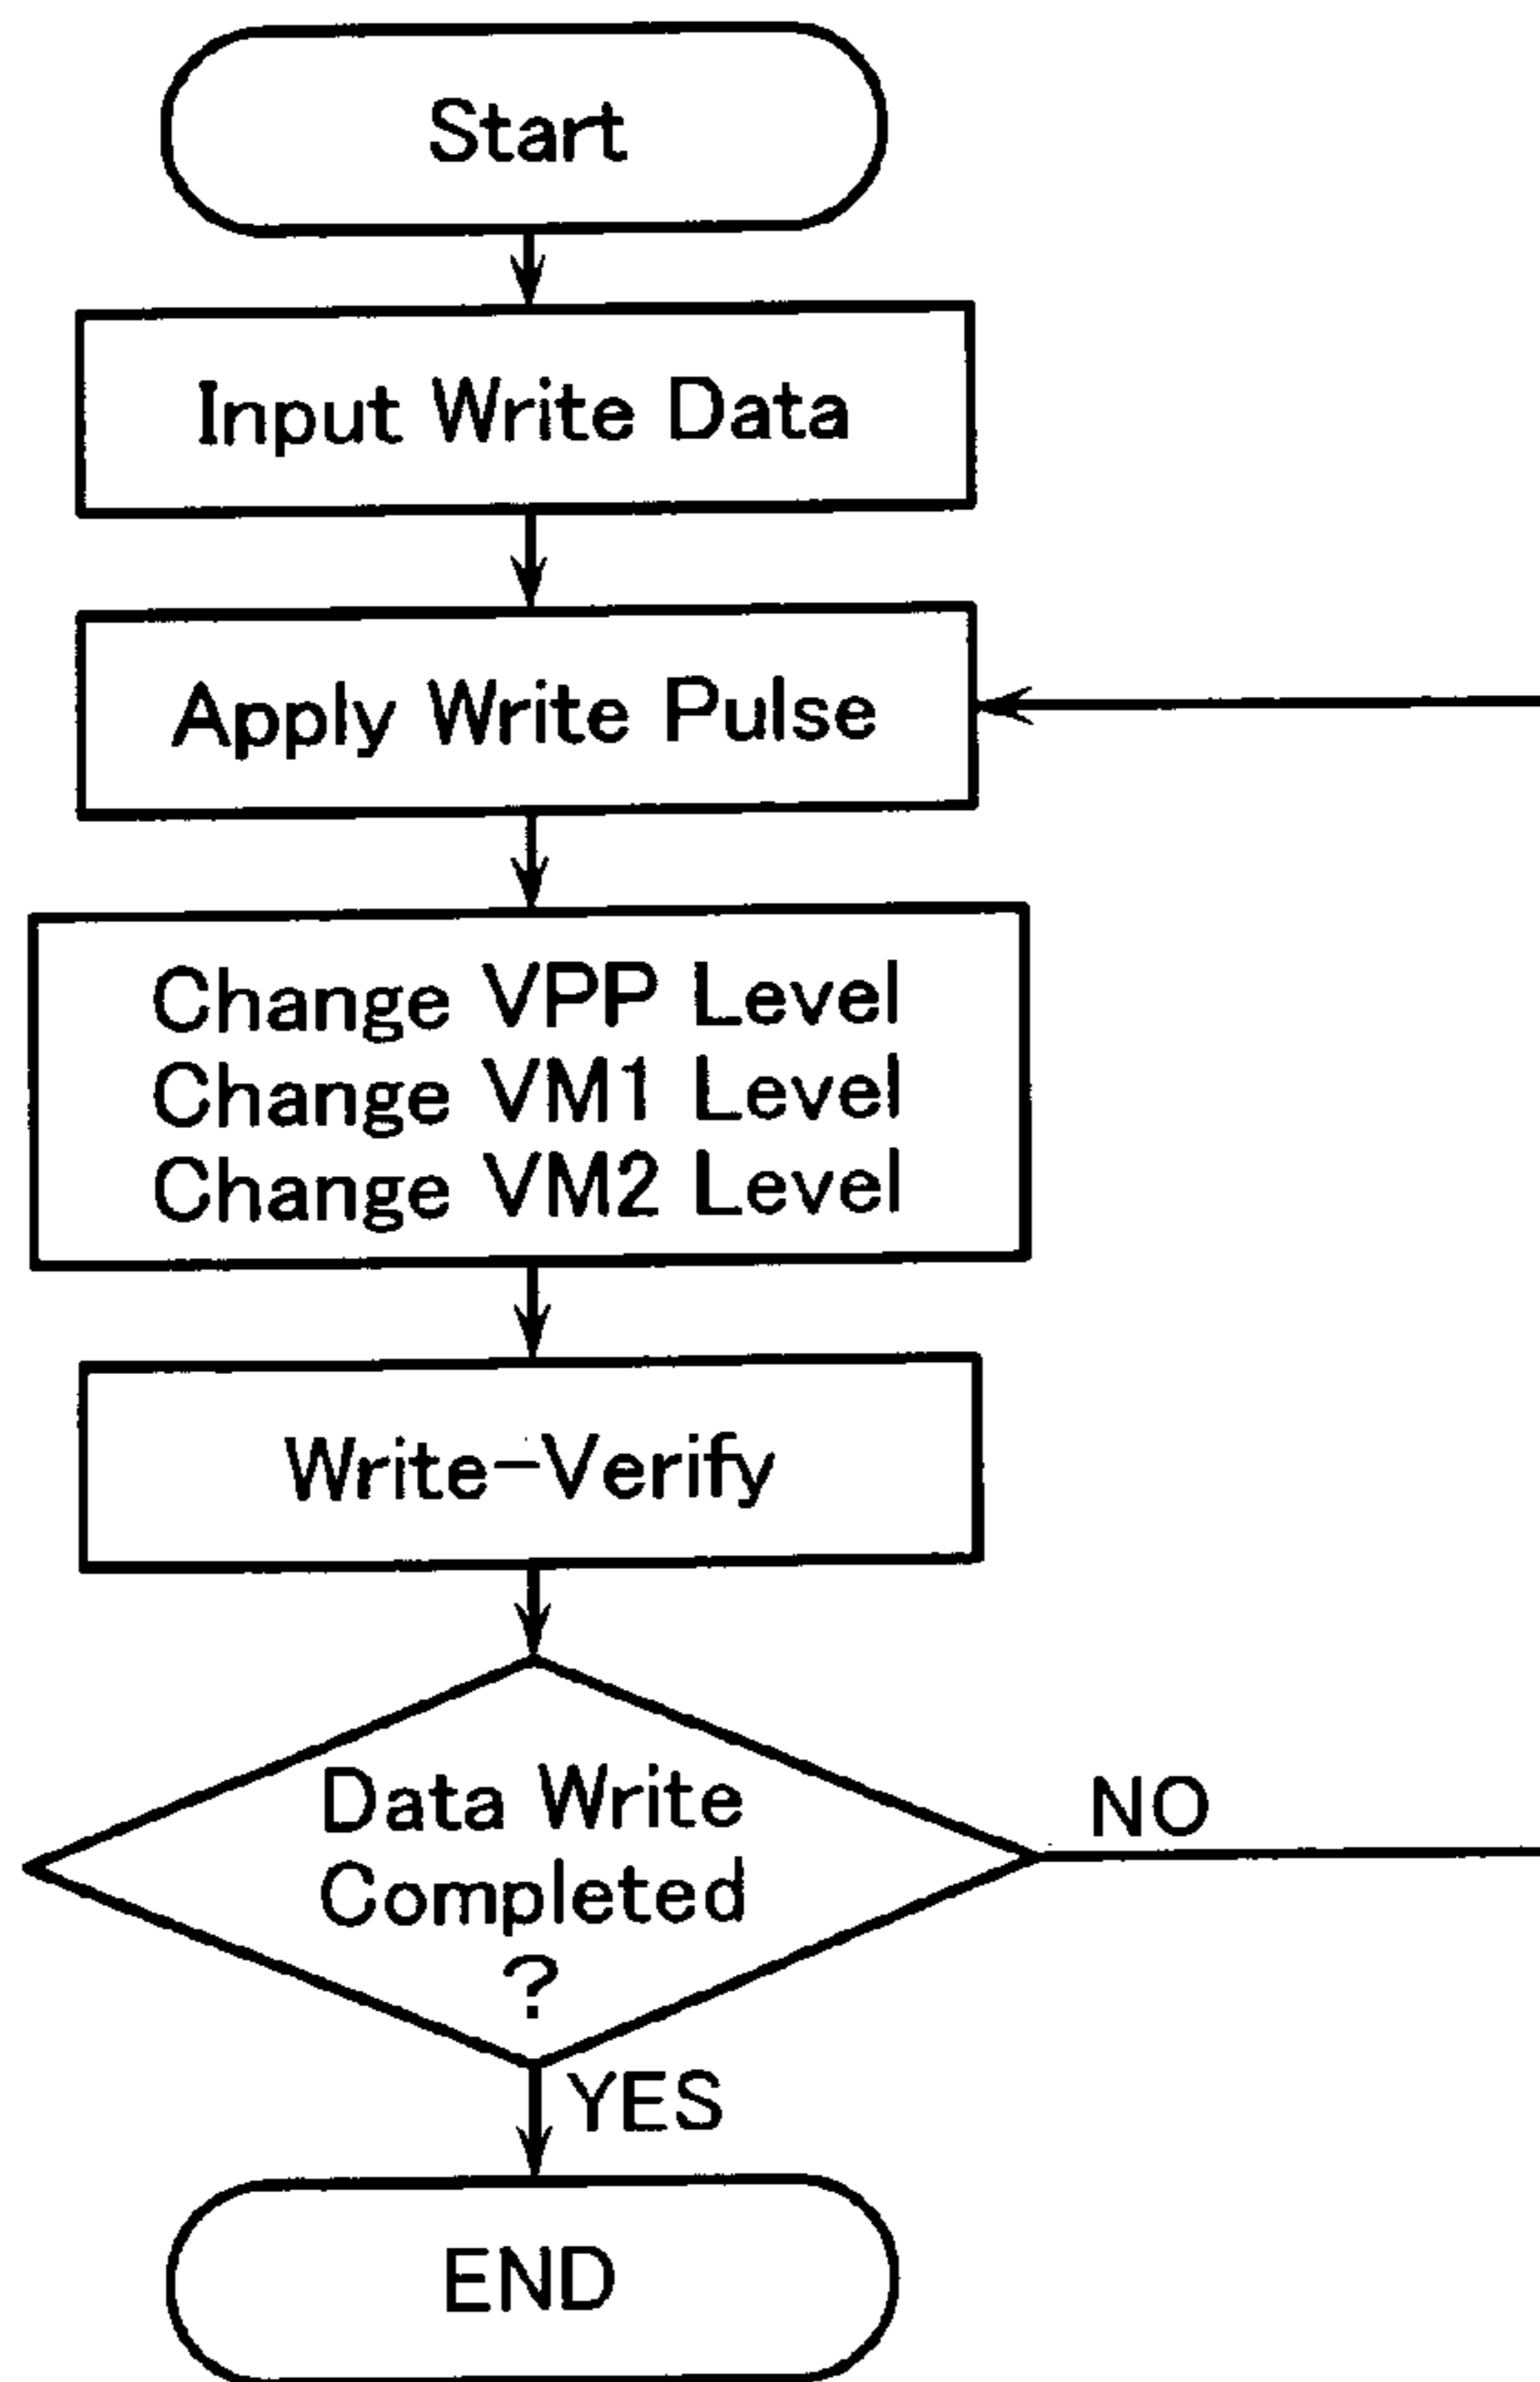 Start
Input Write Data
Apply Write Pulse
Change VPP Level
Change VM1 Level
Change VM2 Level
Write-Verify
Data Write
Completed
?
NO
YES
END